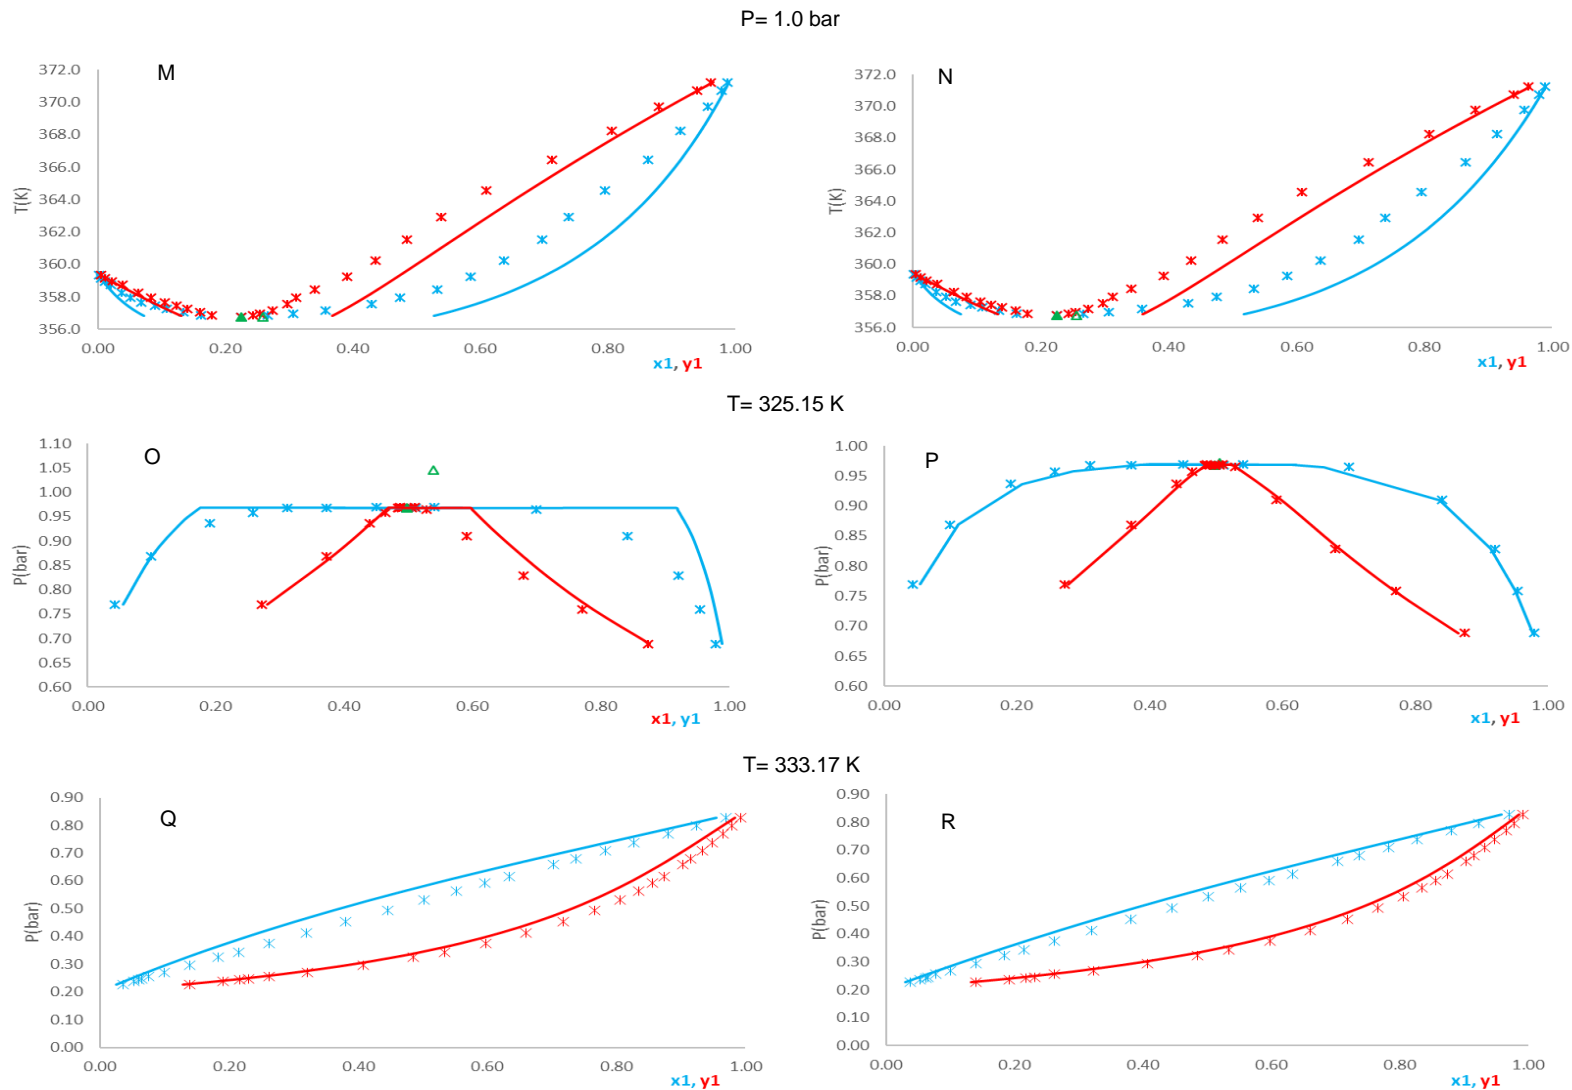 P= 1.0 bar
M
372.0
370.0
368.0
366.0
364.0
362.0
360.0
358.0
356.0
T(K)
0.00 0.20 0.40 0.60 0.80 1.00
x1, y1
N
372.0
370.0
368.0
366.0
364.0
362.0
360.0
358.0
356.0
T(K)
0.00 0.20 0.40 0.60 0.80 1.00
x1, y1
T= 325.15 K
O
1.10
1.05
1.00
0.95
0.90
0.85
0.80
0.75
0.70
0.65
0.60
P(bar)
0.00 0.20 0.40 0.60 0.80 1.00
x1, y1
P
1.00
0.95
0.90
0.85
0.80
0.75
0.70
0.65
0.60
P(bar)
0.00 0.20 0.40 0.60 0.80 1.00
x1, y1
T= 333.17 K
Q
0.90
0.80
0.70
0.60
0.50
0.40
0.30
0.20
0.10
0.00
P(bar)
0.00 0.20 0.40 0.60 0.80 1.00
x1, y1
R
0.90
0.80
0.70
0.60
0.50
0.40
0.30
0.20
0.10
0.00
P(bar)
0.00 0.20 0.40 0.60 0.80 1.00
x1, y1